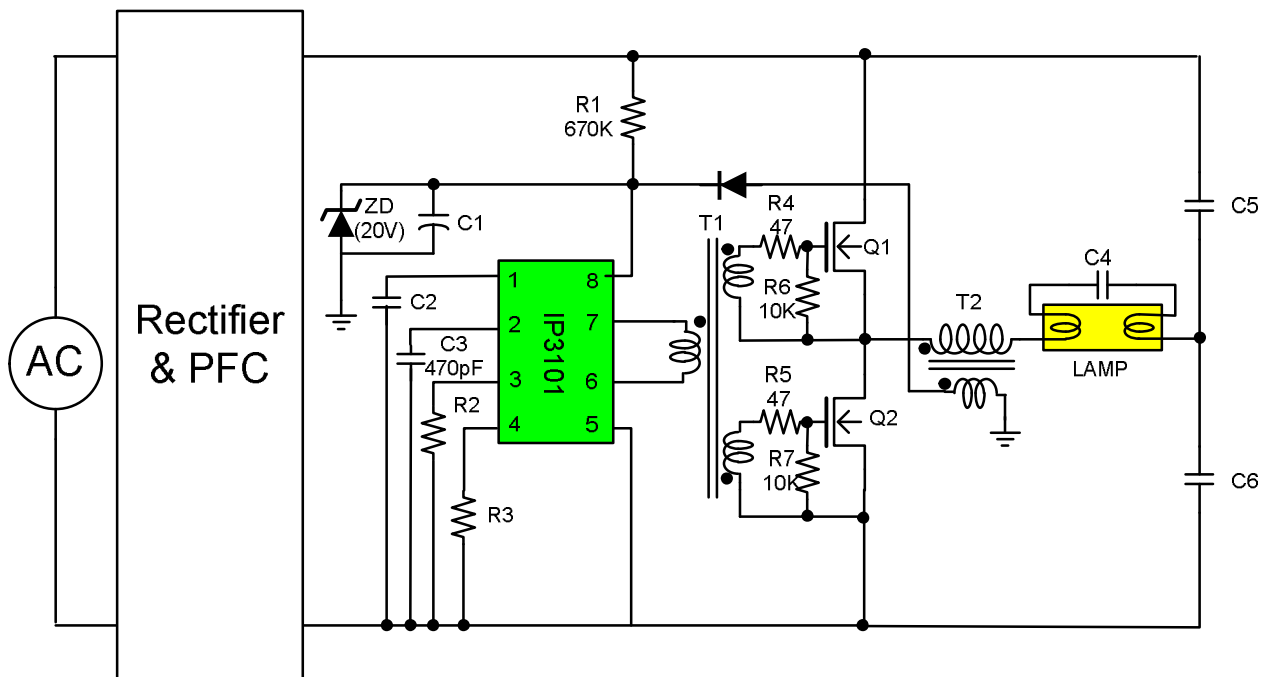 R1
670K
ZD
(20V)
C1
T1
R4
47
Q1
C5
C4
R6
10K
T2
LAMP
AC
Rectifier
& PFC
C2
C3
470pF
R2
R3
1
2
3
4
IP3101
8
7
6
5
R5
47
Q2
R7
10K
C6